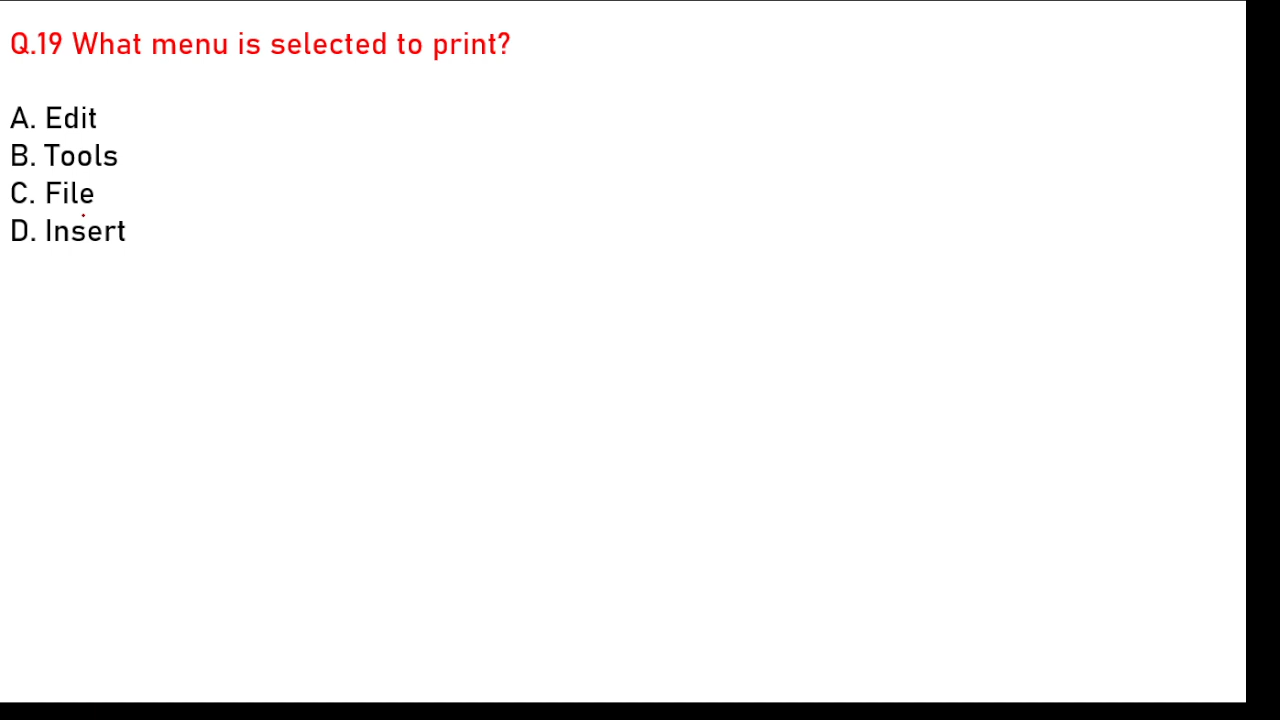 Q.19 What menu is selected to print?
A. Edit
B. Tools
C. File
D. Insert